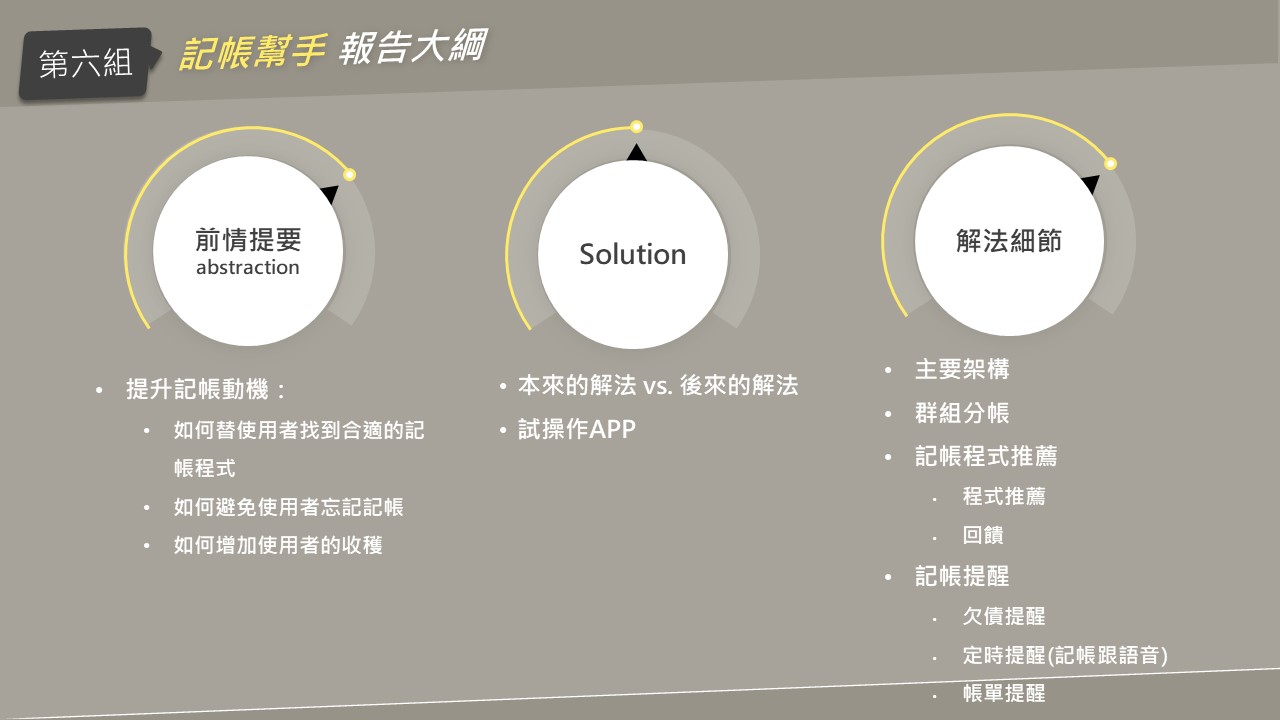 第六組
記帳幫手 報告大綱
前情提要
abstraction
• 提升記帳動機：
• 如何替使用者找到合適的記
帳程式
• 如何避免使用者忘記記帳
• 如何增加使用者的收穫
Solution
• 本來的解法 vs. 後來的解法
• 試操作APP
解法細節
• 主要架構
• 群組分帳
• 記帳程式推薦
• 程式推薦
• 回饋
• 記帳提醒
• 欠債提醒
• 定時提醒(記帳跟語音)
• 帳單提醒